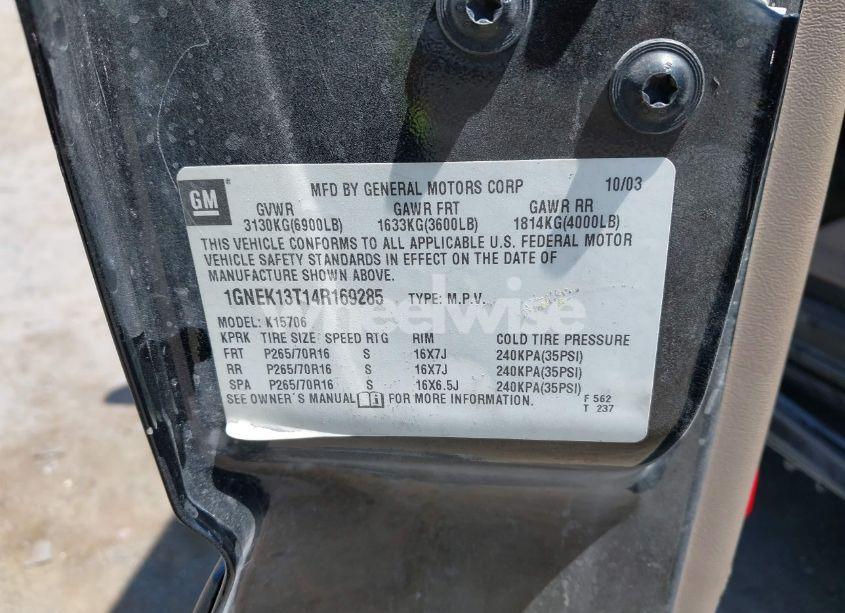 GM
MFD BY GENERAL MOTORS CORP 10/03
GVWR GAWR FRT GAWR RR
3130KG(6900LB) 1633KG(3600LB) 1814KG(4000LB)
THIS VEHICLE CONFORMS TO ALL APPLICABLE U.S. FEDERAL MOTOR
VEHICLE SAFETY STANDARDS IN EFFECT ON THE DATE OF
MANUFACTURE SHOWN ABOVE.
1GNEK13T14R169285 TYPE: M.P.V.
wheelwise
MODEL: K15706
KPRK TIRE SIZE SPEED RTG RIM COLD TIRE PRESSURE
FRT P265/70R16 S 16X7J 240KPA(35PSI)
RR P265/70R16 S 16X7J 240KPA(35PSI)
SPA P265/70R16 S 16X6.5J 240KPA(35PSI)
SEE OWNER'S MANUAL FOR MORE INFORMATION.
F 562
T 237